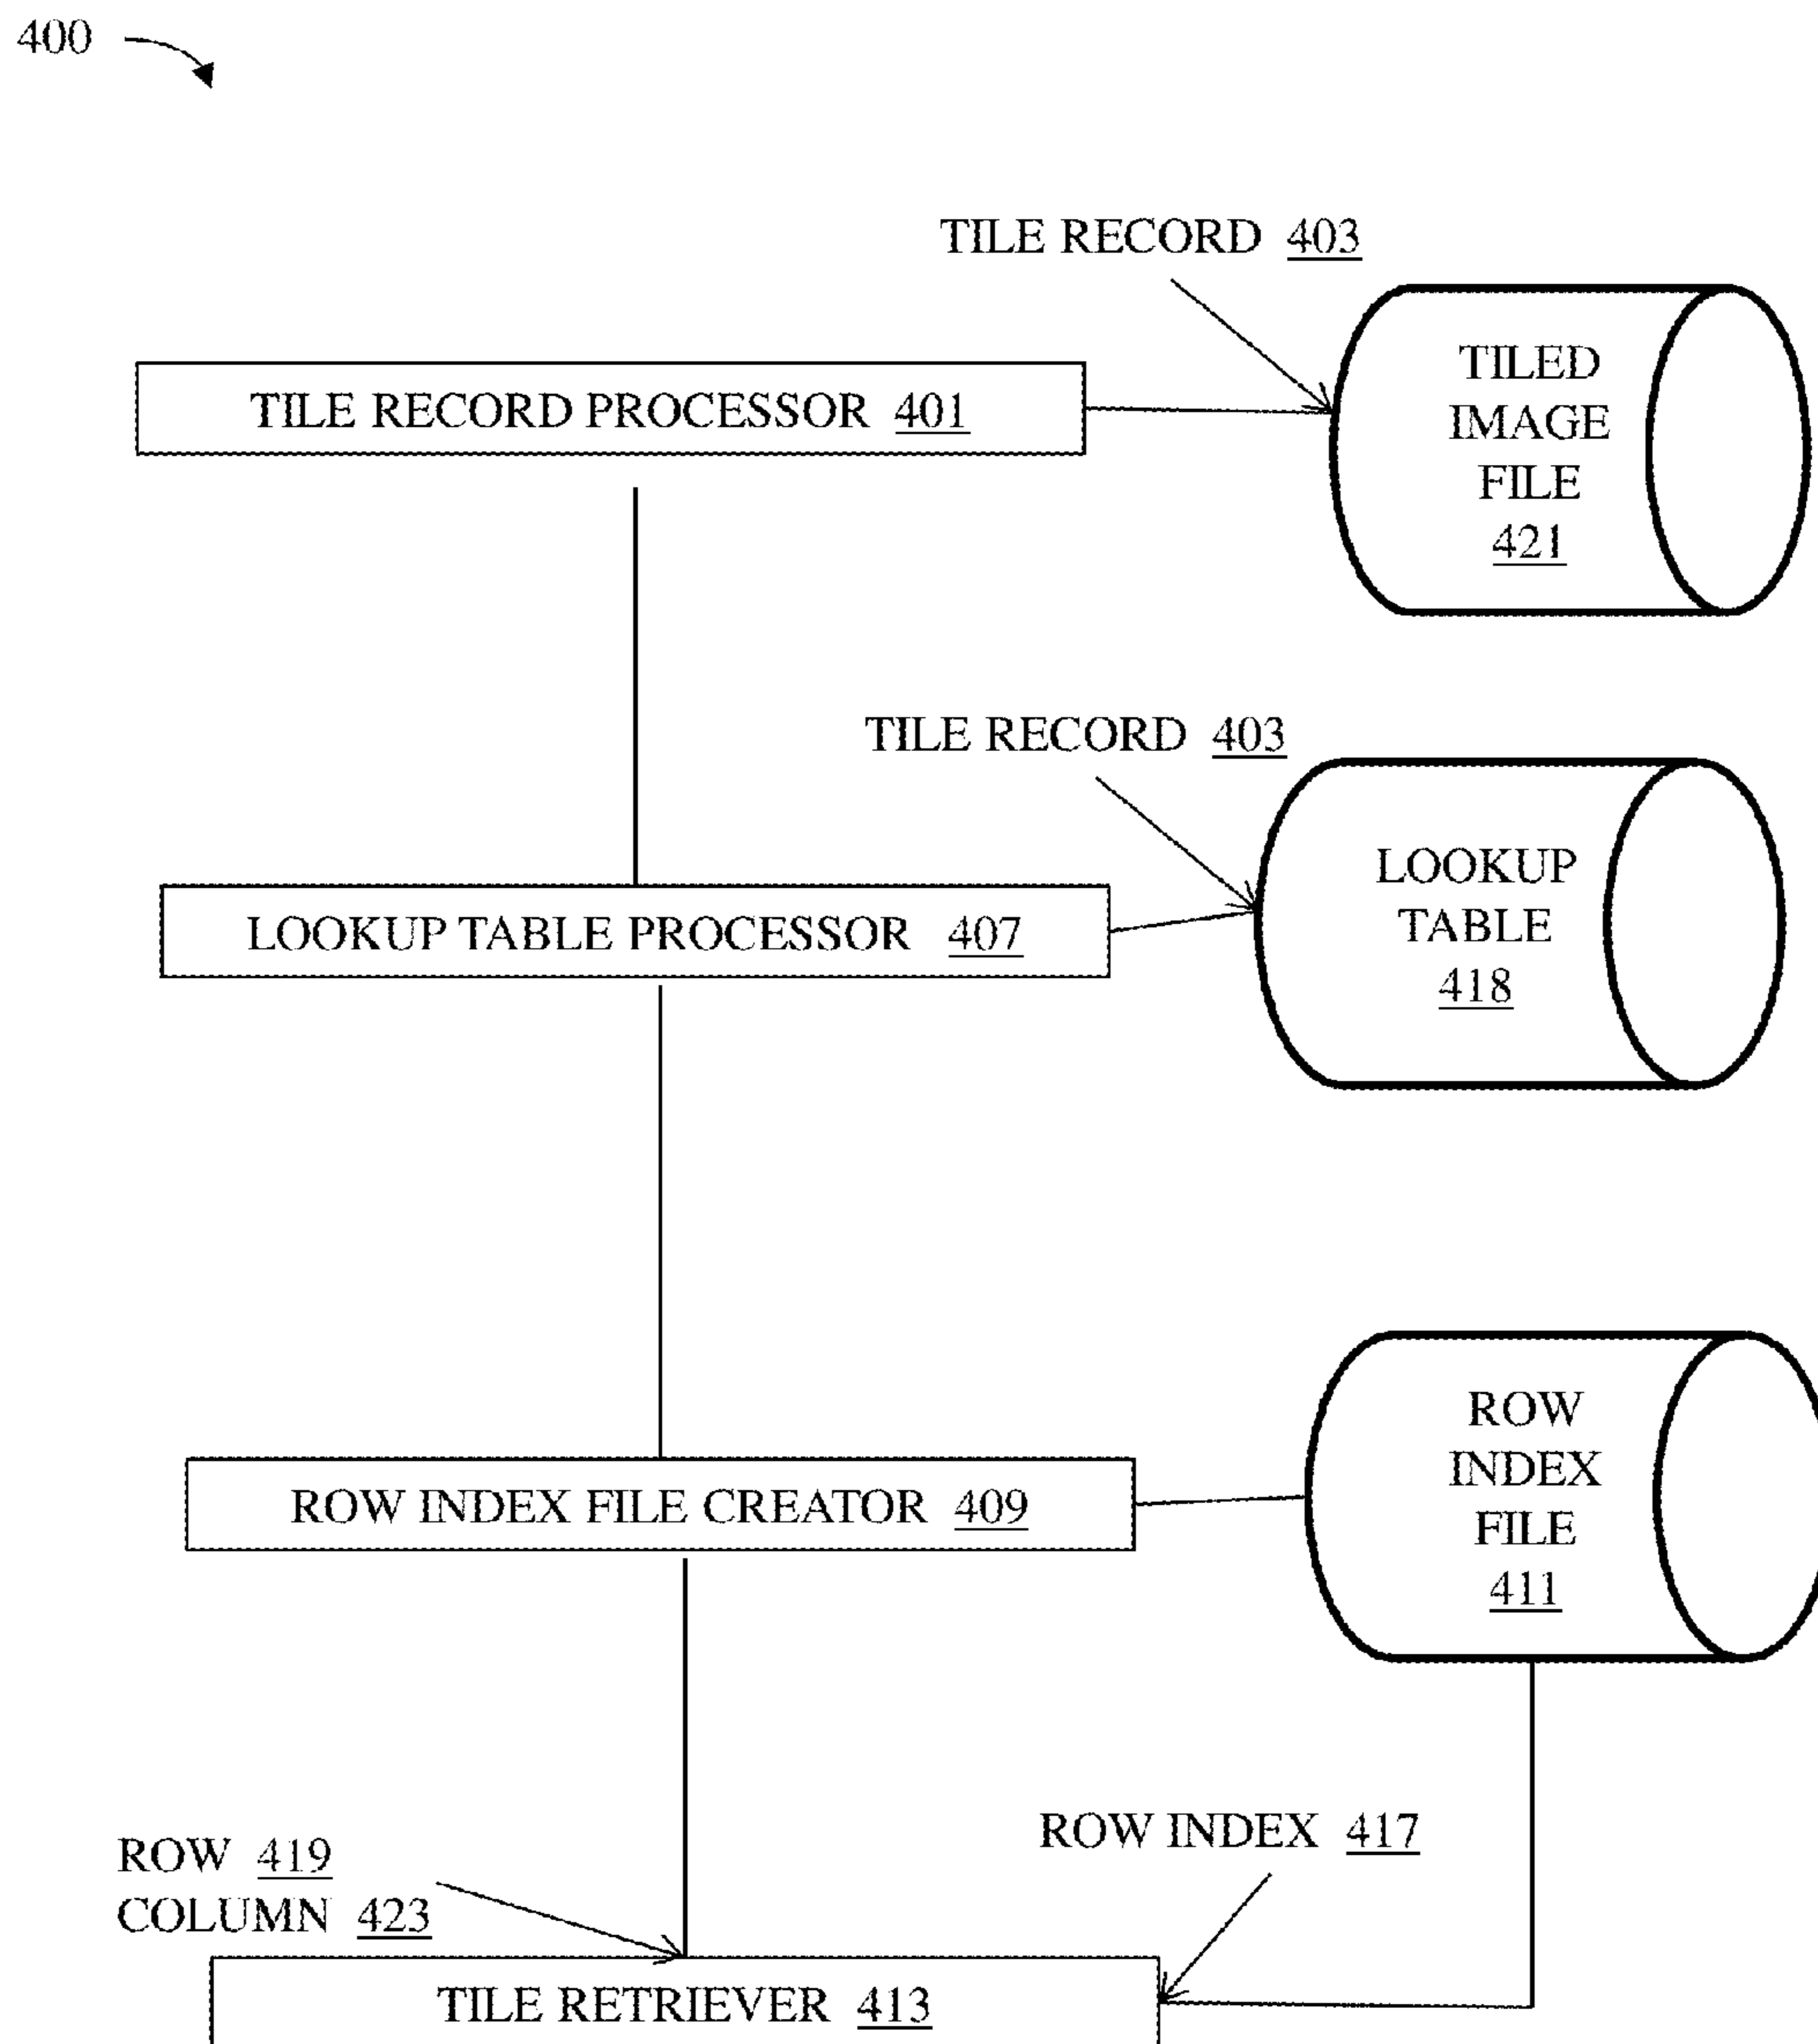 400
TILE RECORD 403
TILE RECORD PROCESSOR 401
TILED
IMAGE
FILE
421
TILE RECORD 403
LOOKUP TABLE PROCESSOR 407
LOOKUP
TABLE
418
ROW INDEX FILE CREATOR 409
ROW
INDEX
FILE
411
ROW INDEX 417
ROW 419
COLUMN 423
TILE RETRIEVER 413